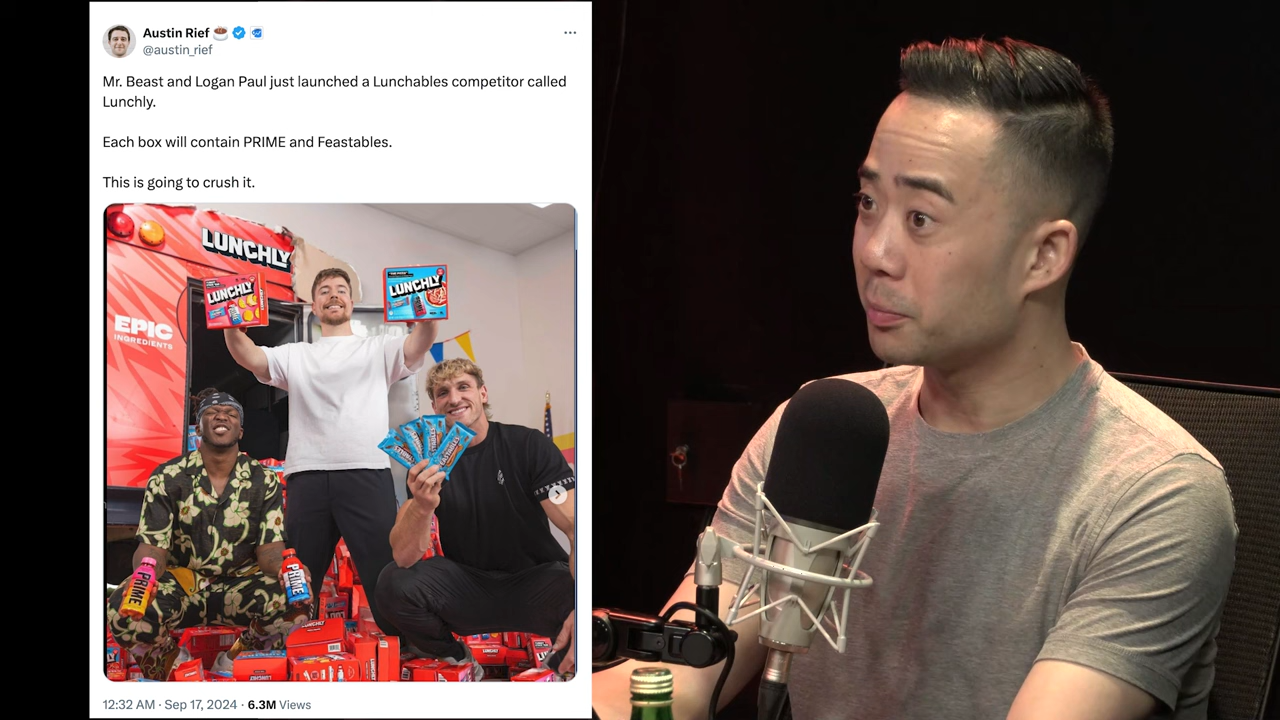 Austin Rief
@austin_rief
Mr. Beast and Logan Paul just launched a Lunchables competitor called
Lunchly.
Each box will contain PRIME and Feastables.
This is going to crush it.
LUNCHLY
LUNCHLY
LUNCHLY
EPIC
INGREDIENTS
PRIME
PRIME
LUNCHLY
LUNCHLY
12:32 AM · Sep 17, 2024 · 6.3M Views